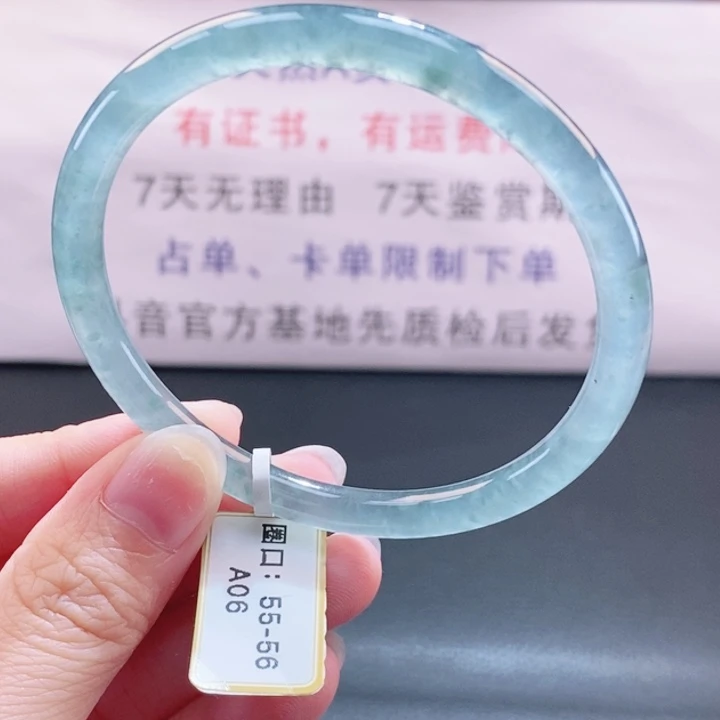 有证书，有运费
7天无理由 7天鉴赏期
占单、卡单限制下单
音官方基地先质检后发货
圈口：55-56
A06